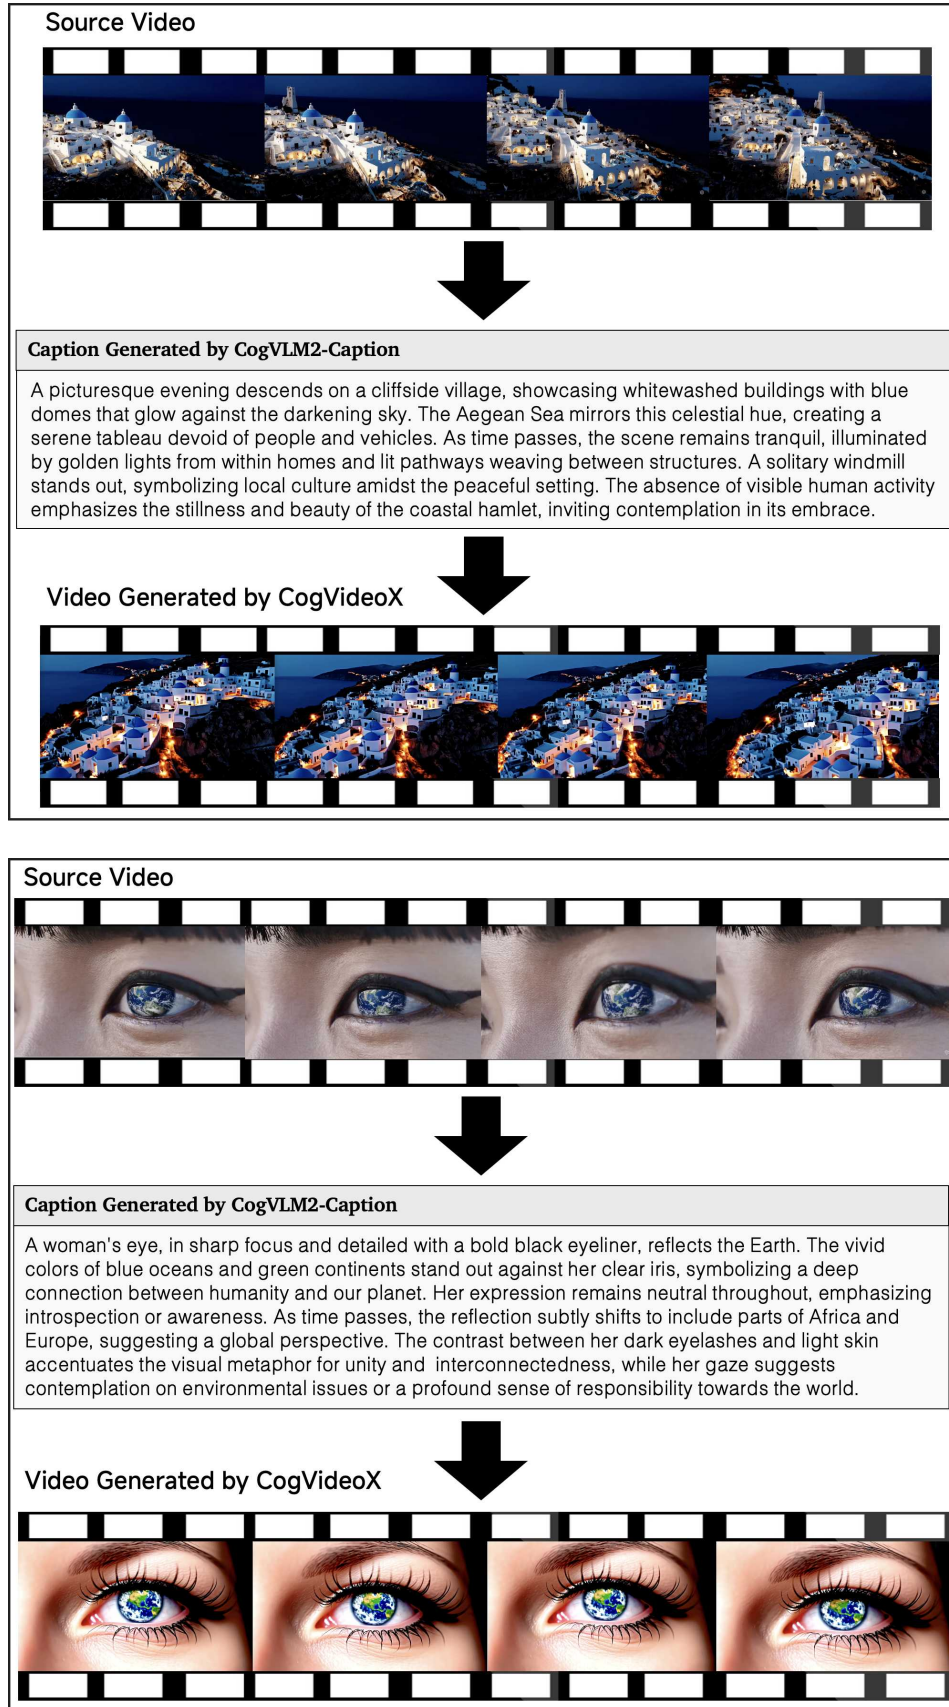 Source Video
Caption Generated by CogVLM2-Caption
A picturesque evening descends on a cliffside village, showcasing whitewashed buildings with blue
domes that glow against the darkening sky. The Aegean Sea mirrors this celestial hue, creating a
serene tableau devoid of people and vehicles. As time passes, the scene remains tranquil, illuminated
by golden lights from within homes and lit pathways weaving between structures. A solitary windmill
stands out, symbolizing local culture amidst the peaceful setting. The absence of visible human activity
emphasizes the stillness and beauty of the coastal hamlet, inviting contemplation in its embrace.
Video Generated by CogVideoX
Source Video
Caption Generated by CogVLM2-Caption
A woman's eye, in sharp focus and detailed with a bold black eyeliner, reflects the Earth. The vivid
colors of blue oceans and green continents stand out against her clear iris, symbolizing a deep
connection between humanity and our planet. Her expression remains neutral throughout, emphasizing
introspection or awareness. As time passes, the reflection subtly shifts to include parts of Africa and
Europe, suggesting a global perspective. The contrast between her dark eyelashes and light skin
accentuates the visual metaphor for unity and  interconnectedness, while her gaze suggests
contemplation on environmental issues or a profound sense of responsibility towards the world.
Video Generated by CogVideoX